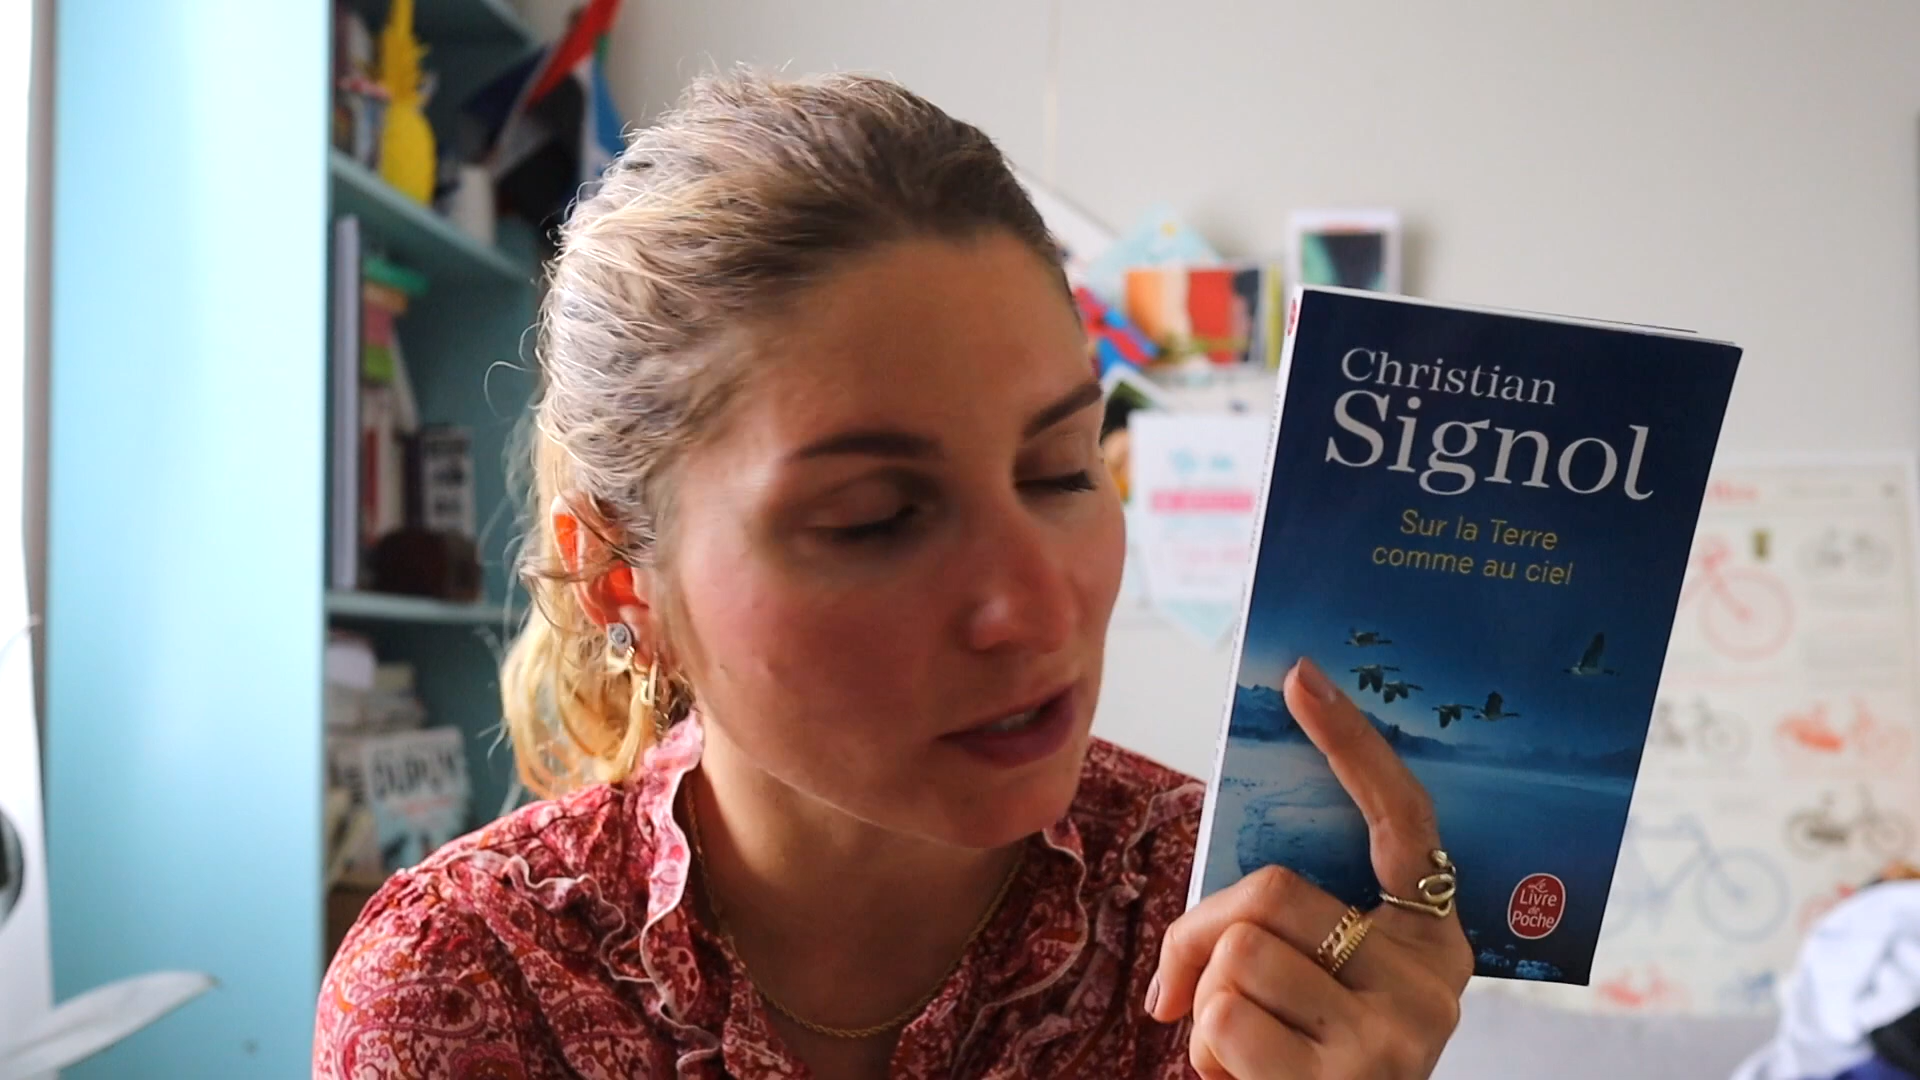 Christian
Signol
Sur la Terre
comme au ciel
Le
Livre
de
Poche